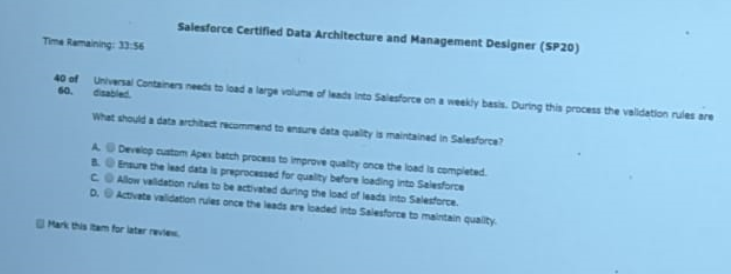 Salesforce Certified Data Architecture and Management Designer (SP20)
Time Remaining: 33:56
40 of 60. Universal Containers needs to load a large volume of leads into Salesforce on a weekly basis. During this process the validation rules are
disabled.
What should a data architect recommend to ensure data quality is maintained in Salesforce?
A. Develop custom Apex batch process to improve quality once the load is completed.
B. Ensure the lead data is preprocessed for quality before loading into Salesforce
C. Allow validation rules to be activated during the load of leads into Salesforce.
D. Activate validation rules once the leads are loaded into Salesforce to maintain quality.
Mark this item for later review.